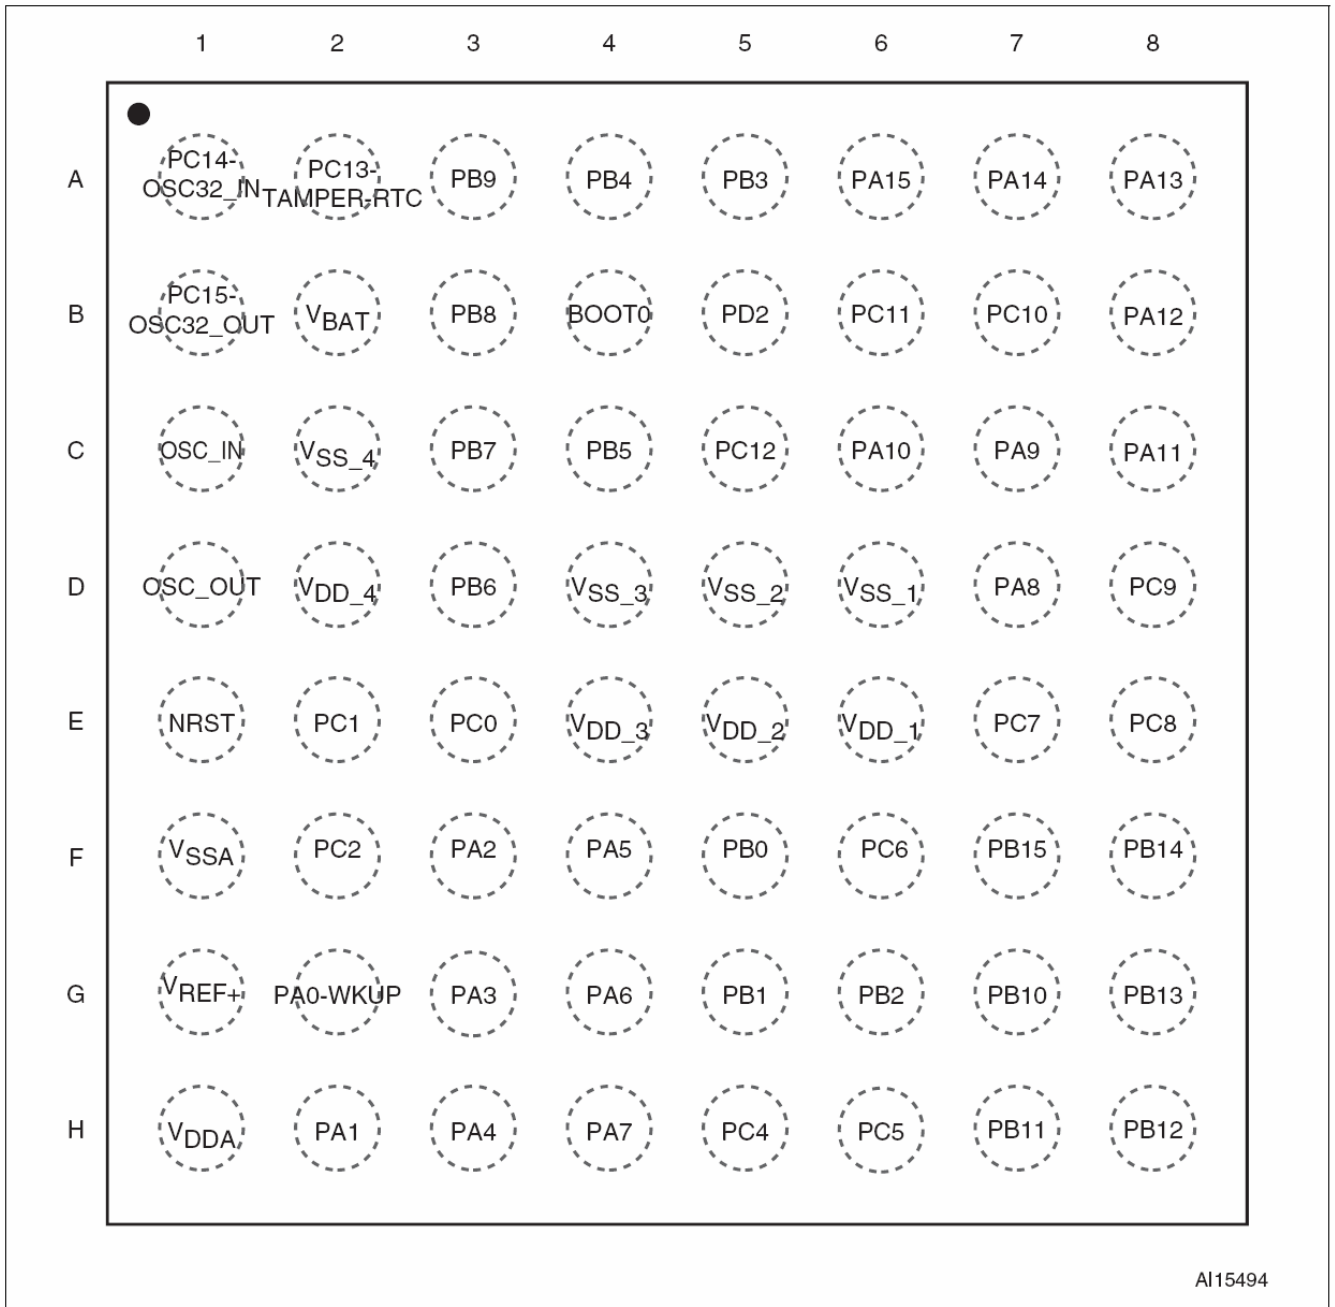 1 2 3 4 5 6 7 8
A PC14-OSC32_IN PC13-TAMPER-RTC PB9 PB4 PB3 PA15 PA14 PA13
B PC15-OSC32_OUT VBAT PB8 BOOT0 PD2 PC11 PC10 PA12
C OSC_IN VSS_4 PB7 PB5 PC12 PA10 PA9 PA11
D OSC_OUT VDD_4 PB6 VSS_3 VSS_2 VSS_1 PA8 PC9
E NRST PC1 PC0 VDD_3 VDD_2 VDD_1 PC7 PC8
F VSSA PC2 PA2 PA5 PB0 PC6 PB15 PB14
G VREF+ PA0-WKUP PA3 PA6 PB1 PB2 PB10 PB13
H VDDA PA1 PA4 PA7 PC4 PC5 PB11 PB12
AI15494